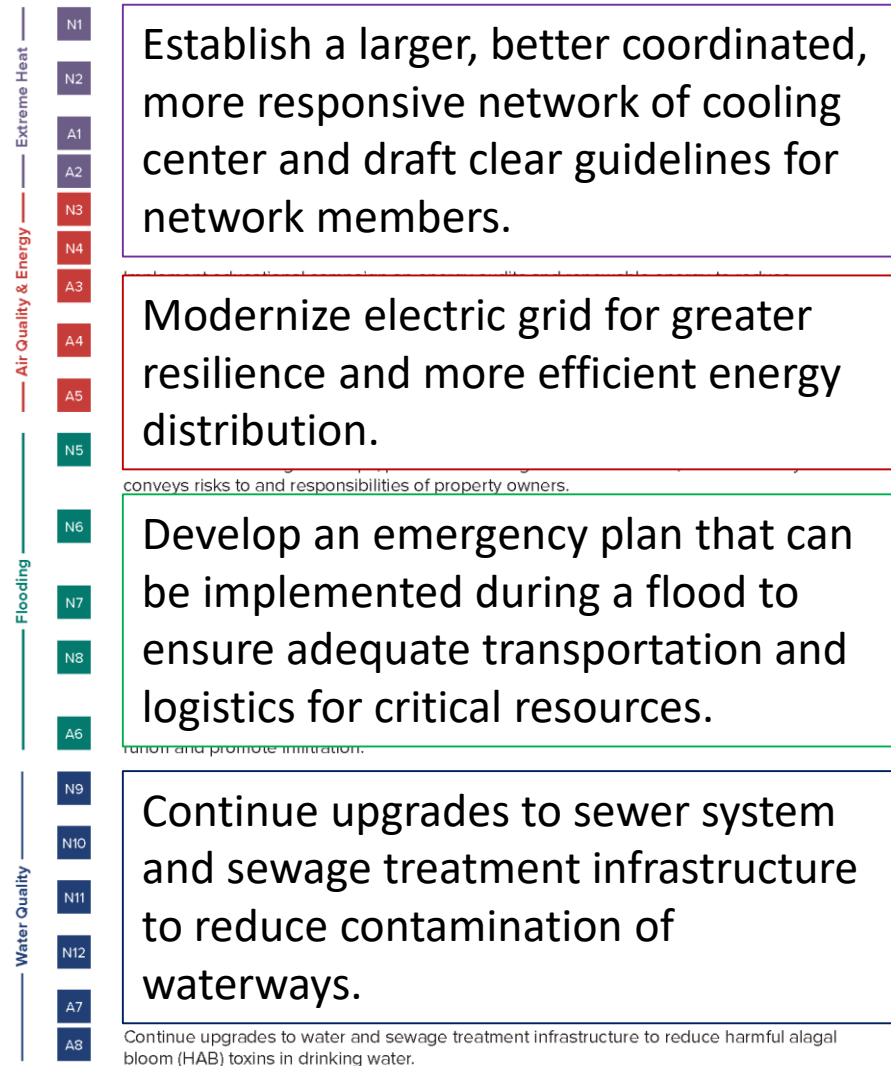 Extreme Heat
N1
N2
A1
A2
Establish a larger, better coordinated,
more responsive network of cooling
center and draft clear guidelines for
network members.
Air Quality & Energy
N3
N4
A3
A4
A5
Modernize electric grid for greater
resilience and more efficient energy
distribution.
Flooding
N5
conveys risks to and responsibilities of property owners.
N6
N7
N8
A6
Develop an emergency plan that can
be implemented during a flood to
ensure adequate transportation and
logistics for critical resources.
runoff and promote infiltration.
Water Quality
N9
N10
N11
N12
A7
A8
Continue upgrades to sewer system
and sewage treatment infrastructure
to reduce contamination of
waterways.
Continue upgrades to water and sewage treatment infrastructure to reduce harmful alagal
bloom (HAB) toxins in drinking water.